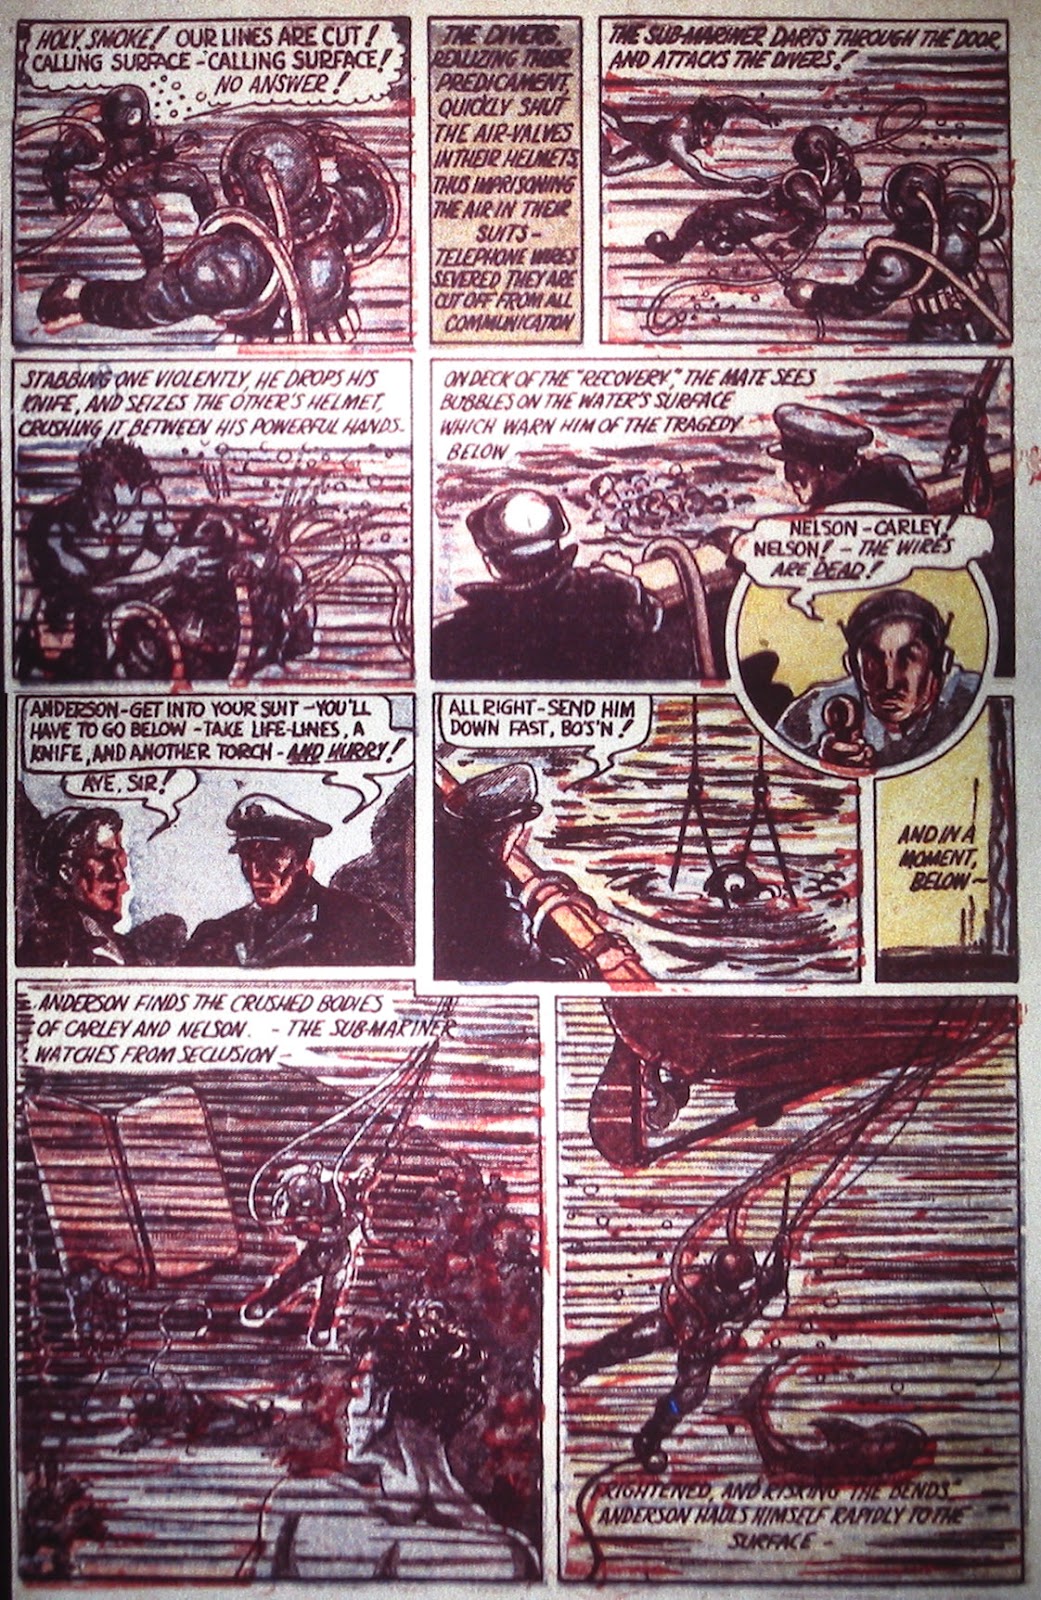 HOLY, SMOKE! OUR LINES ARE CUT!
CALLING SURFACE - CALLING SURFACE!
NO ANSWER!
THE DIVERS,
REALIZING THEIR
PREDICAMENT,
QUICKLY SHUT
THE AIR-VALVES
IN THEIR HELMETS,
THUS IMPRISONING
THE AIR IN THEIR
SUITS -
TELEPHONE WIRES
SEVERED THEY ARE
CUT OFF FROM ALL
COMMUNICATION
THE SUB-MARINER DARTS THROUGH THE DOOR,
AND ATTACKS THE DIVERS!
STABBING ONE VIOLENTLY, HE DROPS HIS
KNIFE, AND SEIZES THE OTHER'S HELMET,
CRUSHING IT BETWEEN HIS POWERFUL HANDS.
ON DECK OF THE "RECOVERY," THE MATE SEES
BUBBLES ON THE WATER'S SURFACE
WHICH WARN HIM OF THE TRAGEDY
BELOW
NELSON - CARLEY!
NELSON! - THE WIRES
ARE DEAD!
ANDERSON - GET INTO YOUR SUIT - YOU'LL
HAVE TO GO BELOW - TAKE LIFE-LINES, A
KNIFE, AND ANOTHER TORCH - AND HURRY!
AYE, SIR!
ALL RIGHT - SEND HIM
DOWN FAST, BO'S'N!
AND IN A
MOMENT,
BELOW -
ANDERSON FINDS THE CRUSHED BODIES
OF CARLEY AND NELSON. - THE SUB-MARINER
WATCHES FROM SECLUSION -
FRIGHTENED, AND RISKING "THE BENDS,"
ANDERSON HAULS HIMSELF RAPIDLY TO THE
SURFACE -